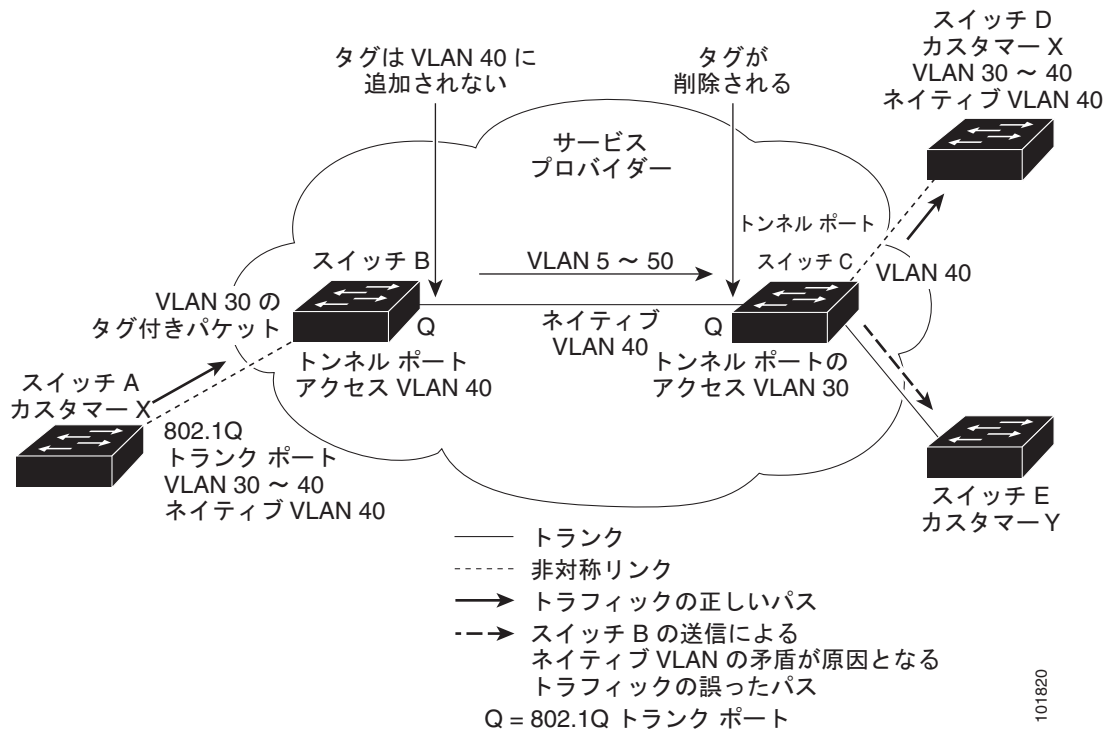 スイッチ D
カスタマー X
VLAN 30 ～ 40
ネイティブ VLAN 40
タグは VLAN 40 に
追加されない
タグが
削除される
サービス
プロバイダー
トンネル ポート
スイッチ B
VLAN 5 ～ 50
スイッチ C
VLAN 40
VLAN 30 の
タグ付きパケット
Q
ネイティブ
VLAN 40
Q
トンネル ポート
アクセス VLAN 40
トンネル ポートの
アクセス VLAN 30
スイッチ A
カスタマー X
802.1Q
トランク ポート
VLAN 30 ～ 40
ネイティブ VLAN 40
スイッチ E
カスタマー Y
トランク
非対称リンク
トラフィックの正しいパス
スイッチ B の送信による
ネイティブ VLAN の矛盾が原因となる
トラフィックの誤ったパス
Q = 802.1Q トランク ポート
101820